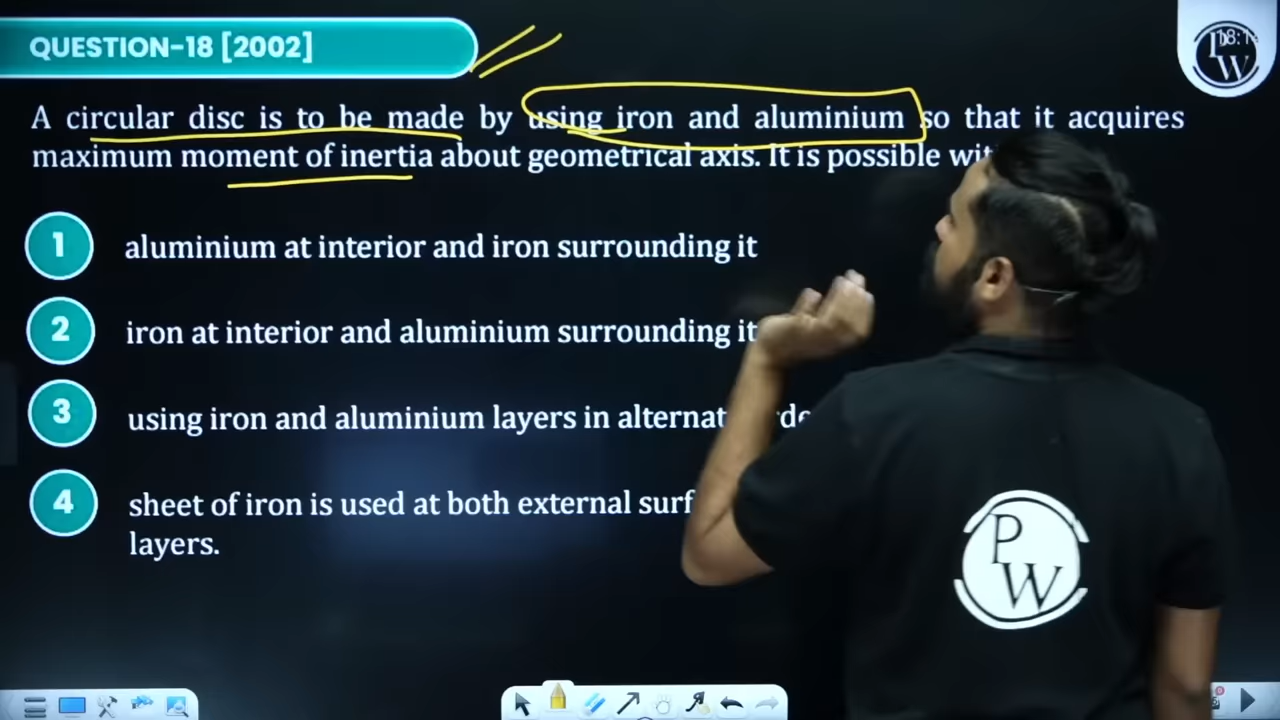 QUESTION-18 [2002]
A circular disc is to be made by using iron and aluminium so that it acquires
maximum moment of inertia about geometrical axis. It is possible
1 aluminium at interior and iron surrounding it
2 iron at interior and aluminium surrounding it
3 using iron and aluminium layers in
4 sheet of iron is used at both external
layers.
P
W